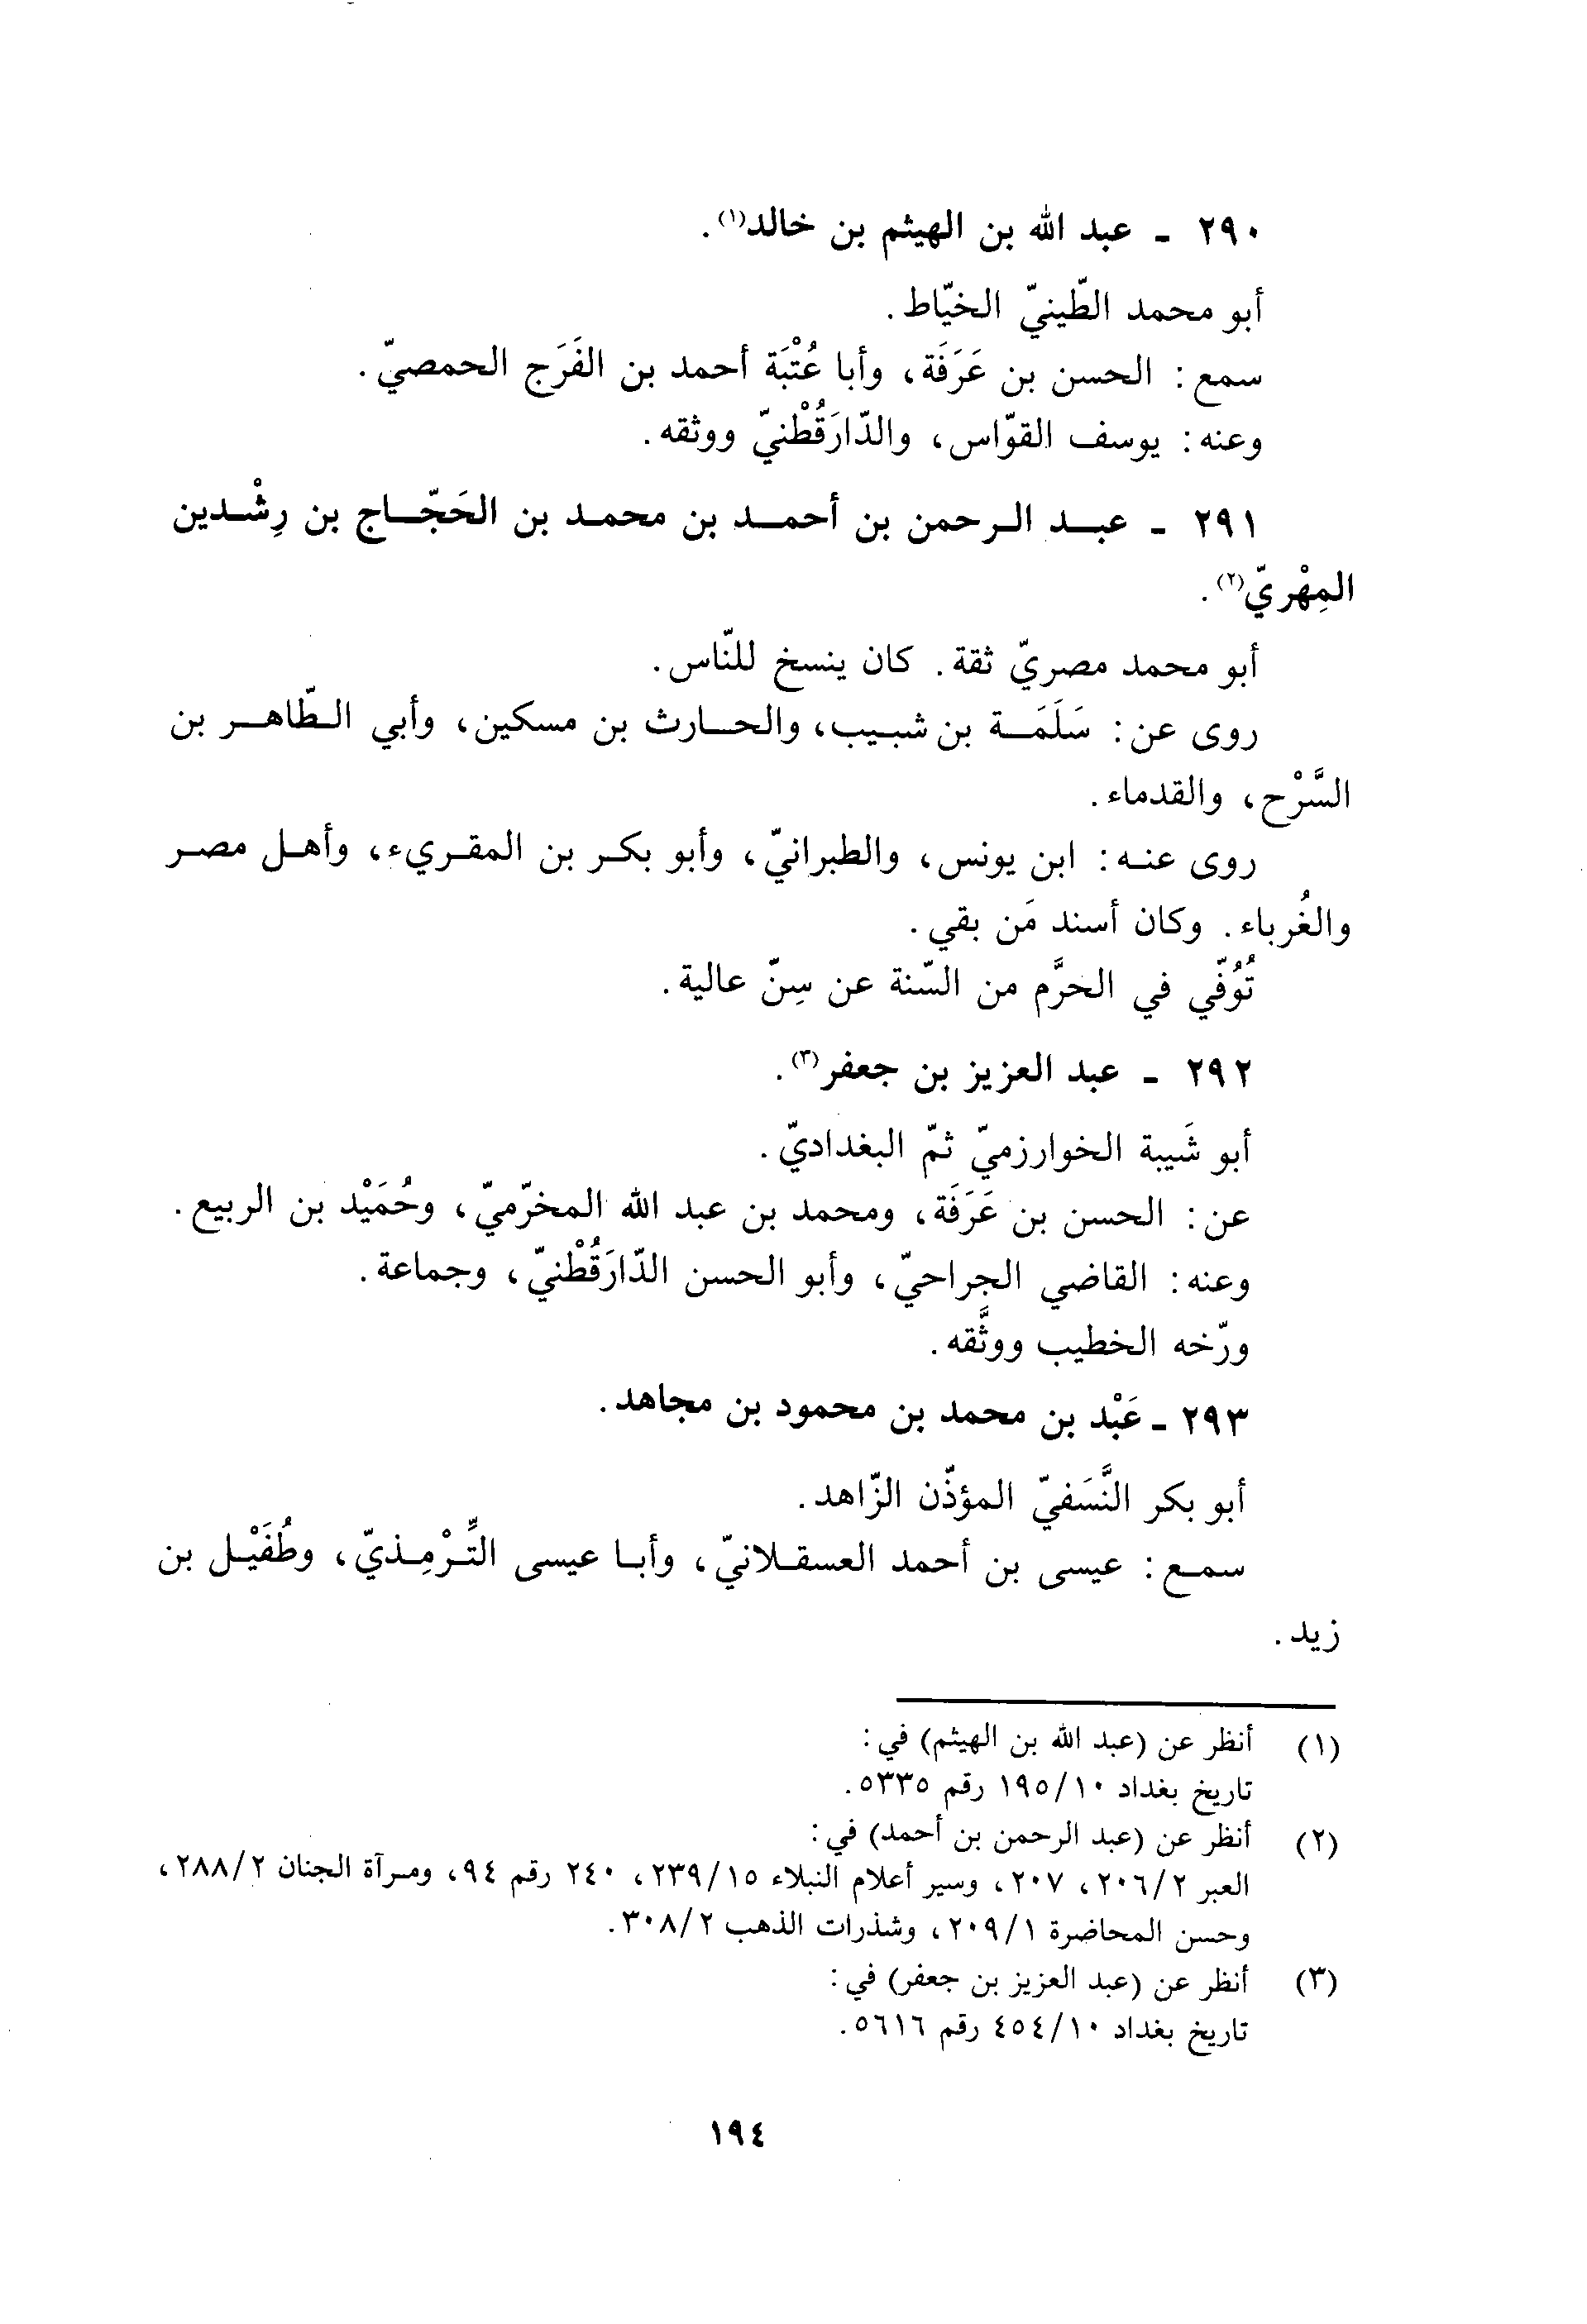 ٢٩٠ - عبد الله بن الهيثم بن خالد(١).
أبو محمد الطّينيّ الخيّاط.
سمع: الحسن بن عَرَفَة، وأبا عُتْبَة أحمد بن الفَرَج الحمصيّ.
وعنه: يوسف القوّاس، والدّارَقُطْنيّ ووثقه.
٢٩١ - عبد الرحمن بن أحمد بن محمد بن الحَجّاج بن رِشْدين
المِهْريّ(٢).
أبو محمد مصريّ ثقة. كان ينسخ للنّاس.
روى عن: سَلَمَة بن شبيب، والحارث بن مسكين، وأبي الطّاهر بن
السَّرْح، والقدماء.
روى عنه: ابن يونس، والطبرانيّ، وأبو بكر بن المقريء، وأهل مصر
والغُرباء. وكان أسند مَن بقي.
تُوُفّي في الحرَّم من السّنة عن سِنّ عالية.
٢٩٢ - عبد العزيز بن جعفر(٣).
أبو شَيبة الخوارزميّ ثمّ البغداديّ.
عن: الحسن بن عَرَفَة، ومحمد بن عبد الله المخرّميّ، وحُمَيْد بن الربيع.
وعنه: القاضي الجراحيّ، وأبو الحسن الدّارَقُطْنيّ، وجماعة.
ورّخه الخطيب ووثَّقه.
٢٩٣ - عَبْد بن محمد بن محمود بن مجاهد.
أبو بكر النَّسَفيّ المؤذّن الزّاهد.
سمع: عيسى بن أحمد العسقلانيّ، وأبا عيسى التِّرْمِذيّ، وطُفَيْل بن
زيد.
(١) أنظر عن (عبد الله بن الهيثم) في:
تاريخ بغداد ١٩٥/١٠ رقم ٥٣٣٥.
(٢) أنظر عن (عبد الرحمن بن أحمد) في:
العبر ٢٠٦/٢، ٢٠٧، وسير أعلام النبلاء ٢٣٩/١٥، ٢٤٠ رقم ٩٤، ومرآة الجنان ٢٨٨/٢،
وحسن المحاضرة ٢٠٩/١، وشذرات الذهب ٣٠٨/٢.
(٣) أنظر عن (عبد العزيز بن جعفر) في:
تاريخ بغداد ٤٥٤/١٠ رقم ٥٦١٦.
١٩٤